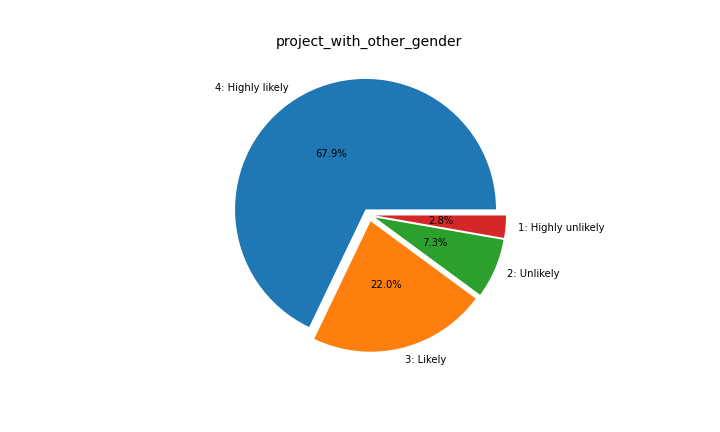 project_with_other_gender
4: Highly likely
67.9%
2.8%
1: Highly unlikely
7.3%
2: Unlikely
22.0%
3: Likely